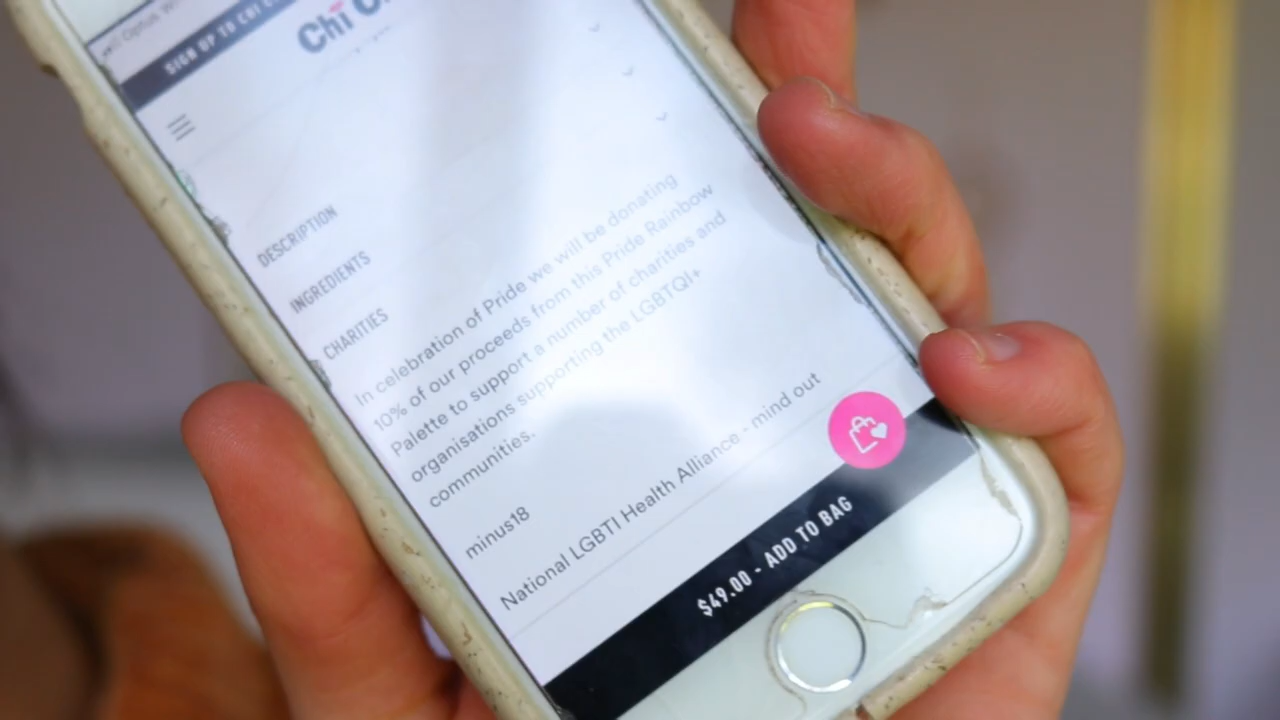 Optus
SIGN UP TO CHI C
Chi C
DESCRIPTION
INGREDIENTS
CHARITIES
In celebration of Pride we will be donating
10% of our proceeds from this Pride Rainbow
Palette to support a number of charities and
organisations supporting the LGBTQI+
communities.
minus18
National LGBTI Health Alliance - mind out
$49.00 - ADD TO BAG